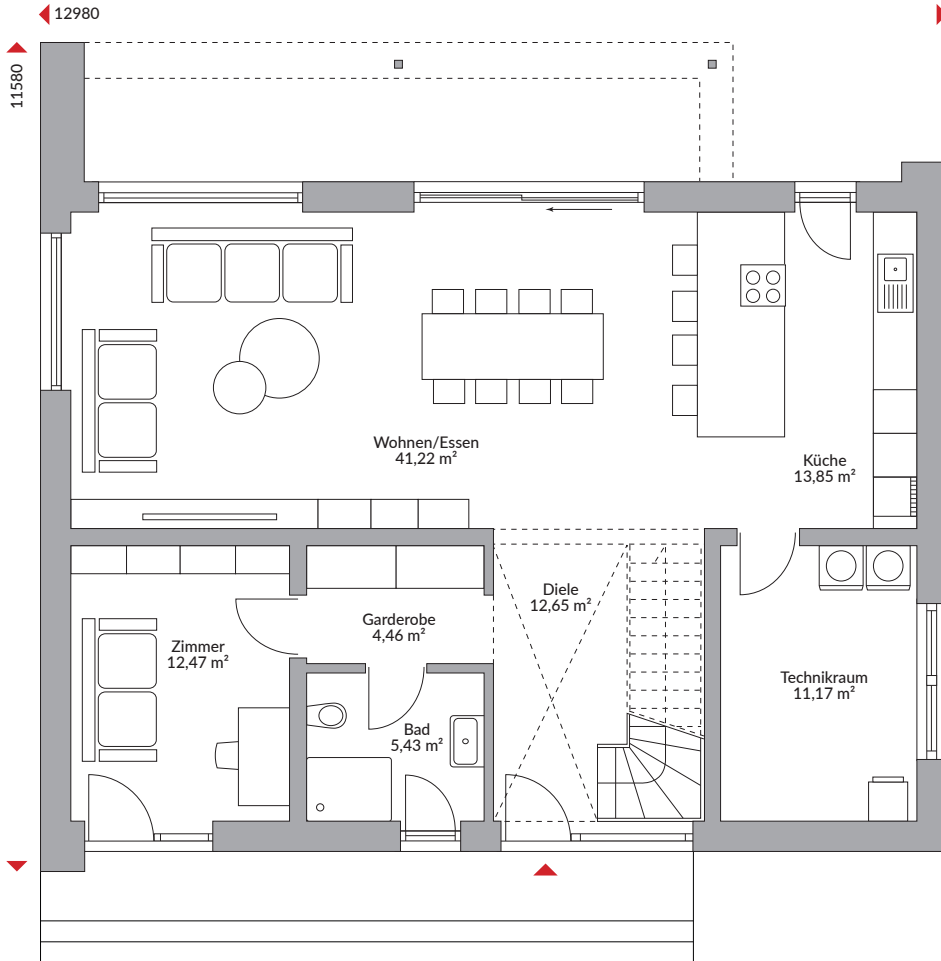 12980
11580
Wohnen/Essen
41,22 m²
Küche
13,85 m²
Diele
12,65 m²
Garderobe
4,46 m²
Zimmer
12,47 m²
Technikraum
11,17 m²
Bad
5,43 m²